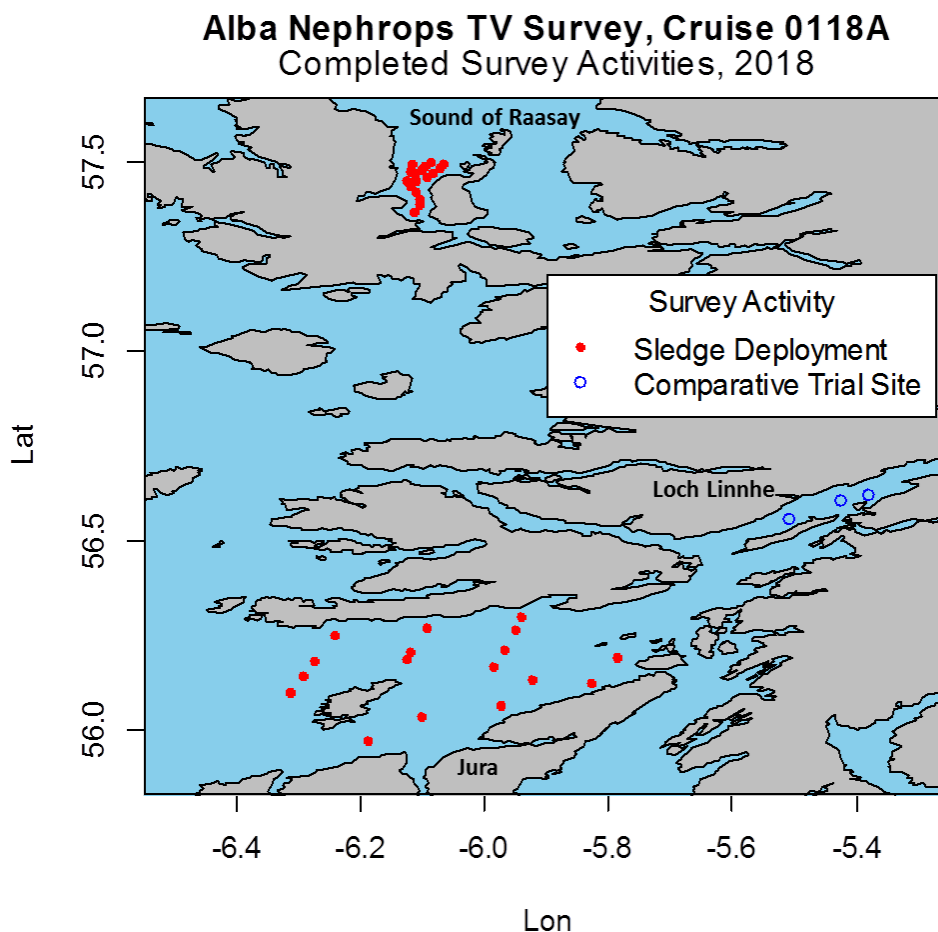 Alba Nephrops TV Survey, Cruise 0118A
Completed Survey Activities, 2018
Sound of Raasay
Survey Activity
Sledge Deployment
Comparative Trial Site
Loch Linnhe
Jura
Lat
57.5
57.0
56.5
56.0
-6.4 -6.2 -6.0 -5.8 -5.6 -5.4
Lon